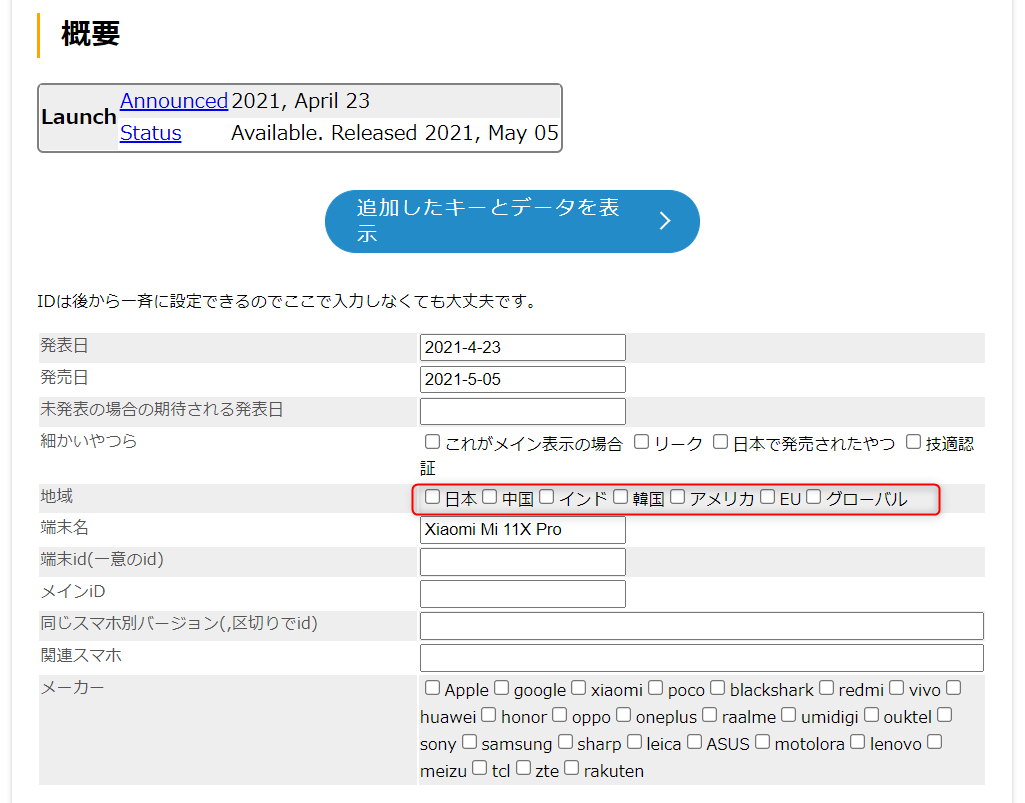 概要
Launch Announced 2021, April 23
Status Available. Released 2021, May 05
追加したキーとデータを表
示
IDは後から一斉に設定できるのでここで入力しなくても大丈夫です。
発表日 2021-4-23
発売日 2021-5-05
未発表の場合の期待される発表日
細かいやつら これがメイン表示の場合 リーク 日本で発売されたやつ 技適認
証
地域 日本 中国 インド 韓国 アメリカ EU グローバル
端末名 Xiaomi Mi 11X Pro
端末id(一意のid)
メインiD
同じスマホ別バージョン(,区切りでid)
関連スマホ
メーカー Apple google xiaomi poco blackshark redmi vivo
huawei honor oppo oneplus raalme umidigi ouktel
sony samsung sharp leica ASUS motolora lenovo
meizu tcl zte rakuten